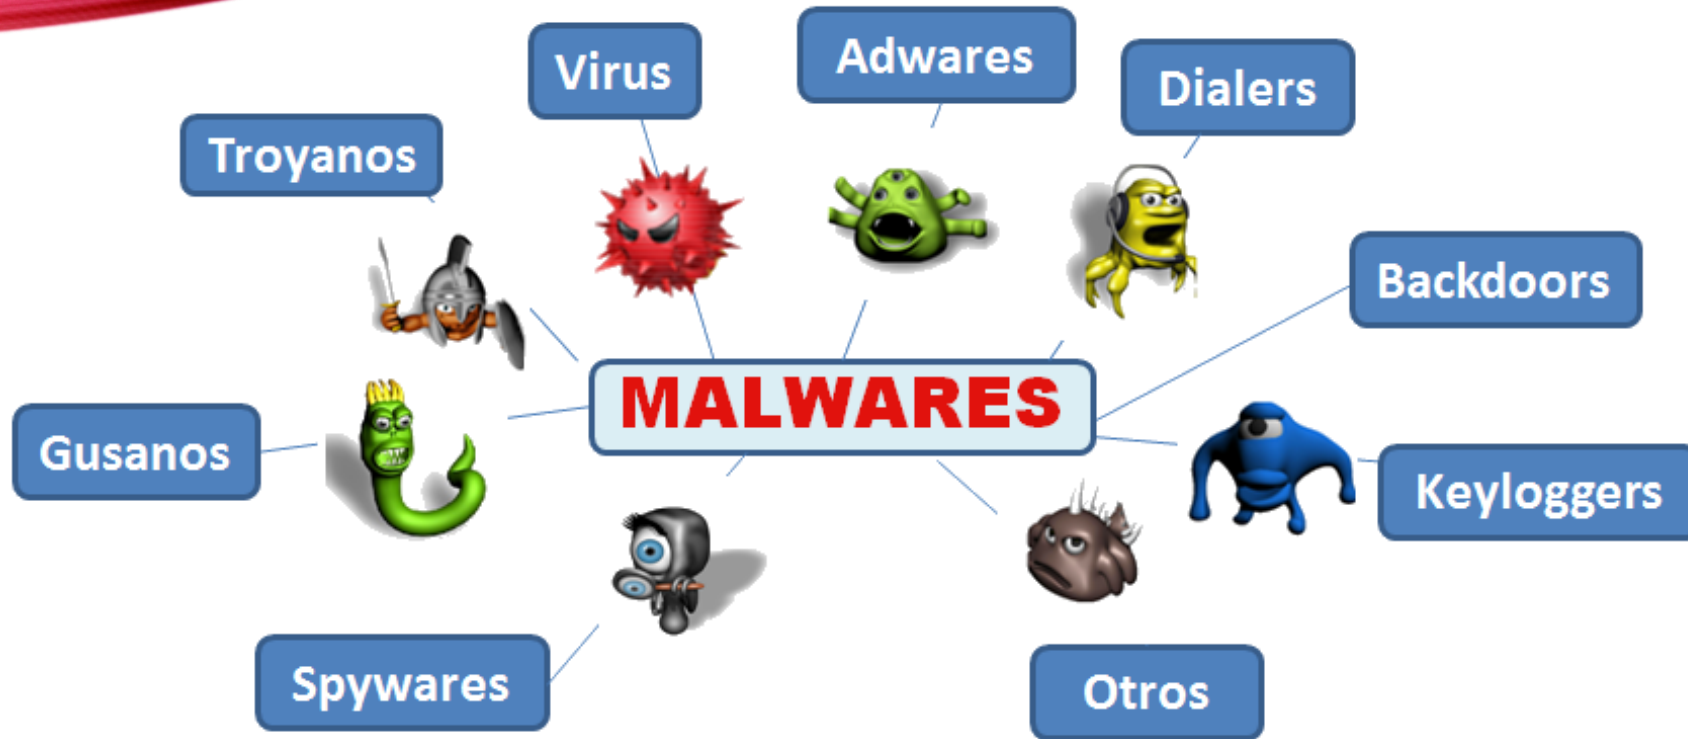 Virus
Adwares
Dialers
Troyanos
Backdoors
MALWARES
Gusanos
Keyloggers
Spywares
Otros